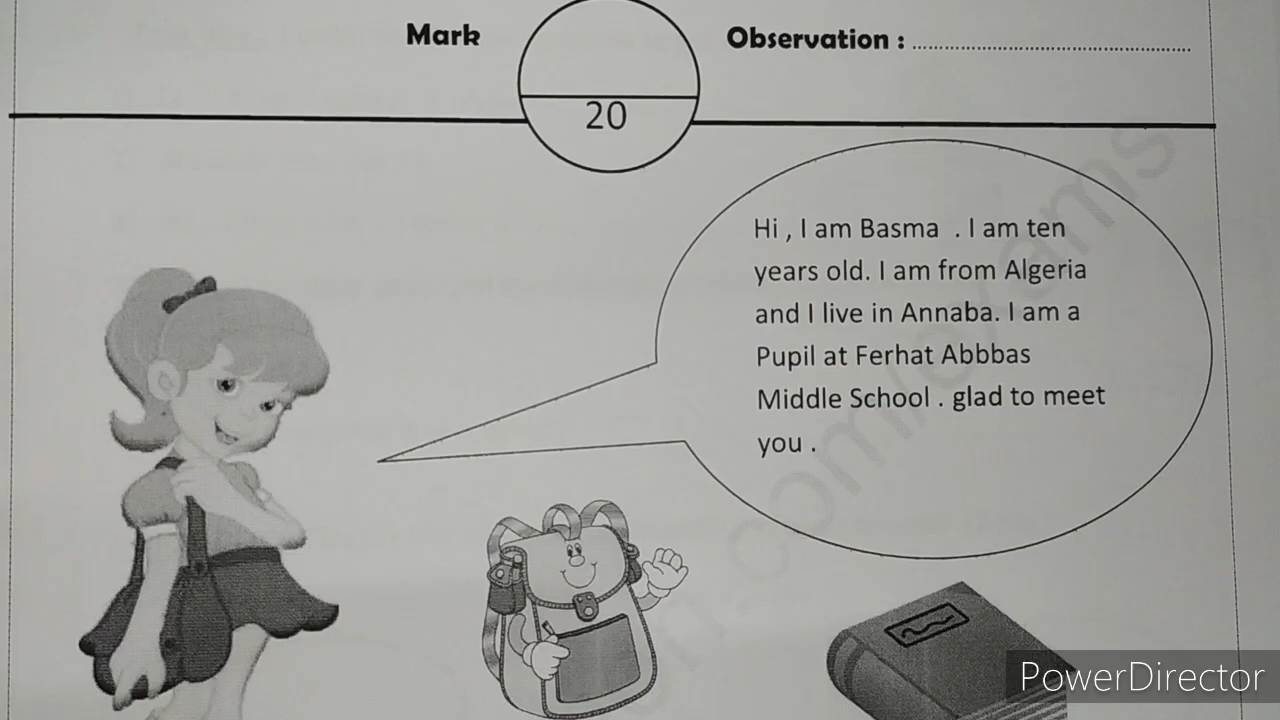 Mark
Observation : ................................................
20
Hi , I am Basma . I am ten
years old. I am from Algeria
and I live in Annaba. I am a
Pupil at Ferhat Abbbas
Middle School . glad to meet
you .
PowerDirector